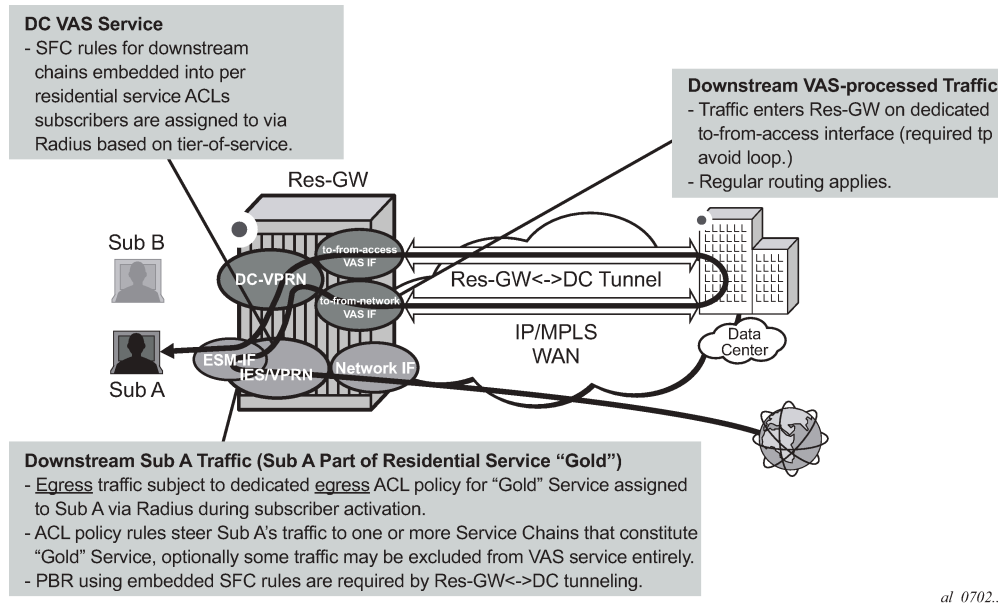 DC VAS Service
- SFC rules for downstream
chains embedded into per
residential service ACLs
subscribers are assigned to via
Radius based on tier-of-service.
Downstream VAS-processed Traffic
- Traffic enters Res-GW on dedicated
to-from-access interface (required tp
avoid loop.)
- Regular routing applies.
Res-GW
Sub B
to-from-access
VAS IF
DC-VPRN
Res-GW<->DC Tunnel
to-from-network
VAS IF
IP/MPLS
WAN
Data
Center
ESM-IF
IES/VPRN
Network IF
Sub A
Downstream Sub A Traffic (Sub A Part of Residential Service “Gold”)
- Egress traffic subject to dedicated egress ACL policy for “Gold” Service assigned
to Sub A via Radius during subscriber activation.
- ACL policy rules steer Sub A’s traffic to one or more Service Chains that constitute
“Gold” Service, optionally some traffic may be excluded from VAS service entirely.
- PBR using embedded SFC rules are required by Res-GW<->DC tunneling.
al_0702..